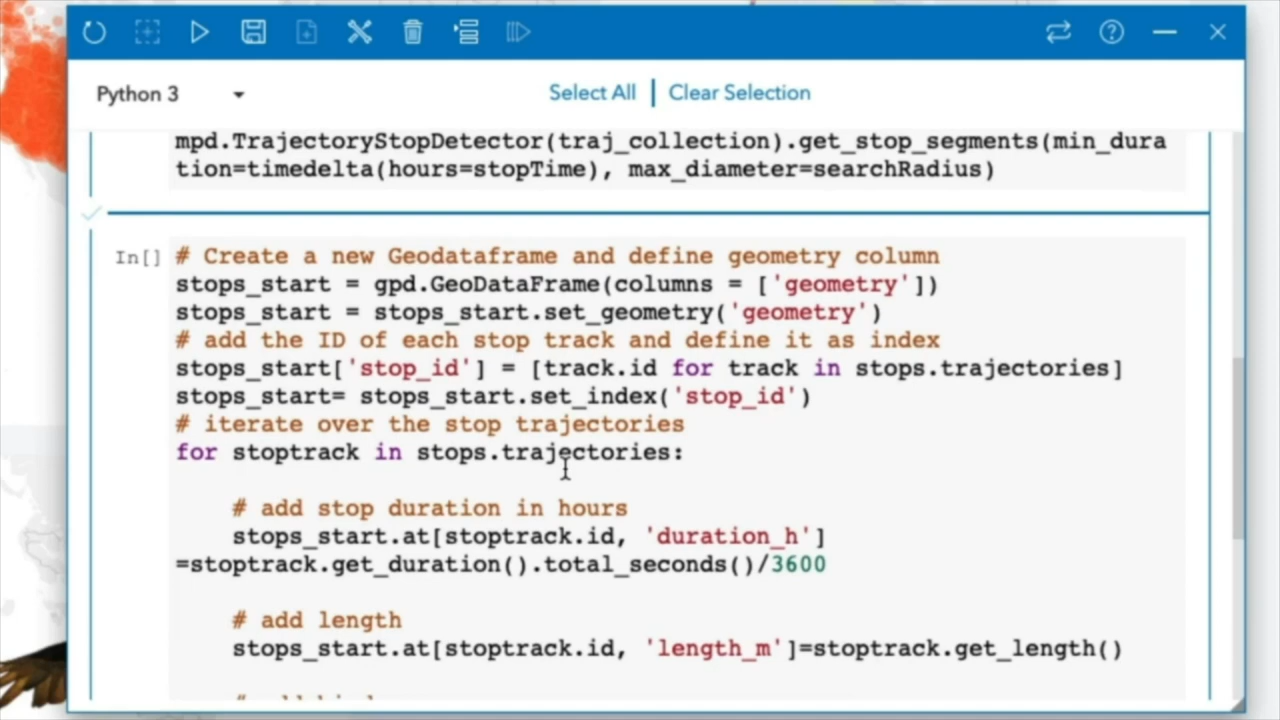 Python 3
Select All | Clear Selection
mpd.TrajectoryStopDetector(traj_collection).get_stop_segments(min_dura
tion=timedelta(hours=stopTime), max_diameter=searchRadius)
In[] # Create a new Geodataframe and define geometry column
stops_start = gpd.GeoDataFrame(columns = ['geometry'])
stops_start = stops_start.set_geometry('geometry')
# add the ID of each stop track and define it as index
stops_start['stop_id'] = [track.id for track in stops.trajectories]
stops_start= stops_start.set_index('stop_id')
# iterate over the stop trajectories
for stoptrack in stops.trajectories:
# add stop duration in hours
stops_start.at[stoptrack.id, 'duration_h']
=stoptrack.get_duration().total_seconds()/3600
# add length
stops_start.at[stoptrack.id, 'length_m']=stoptrack.get_length()